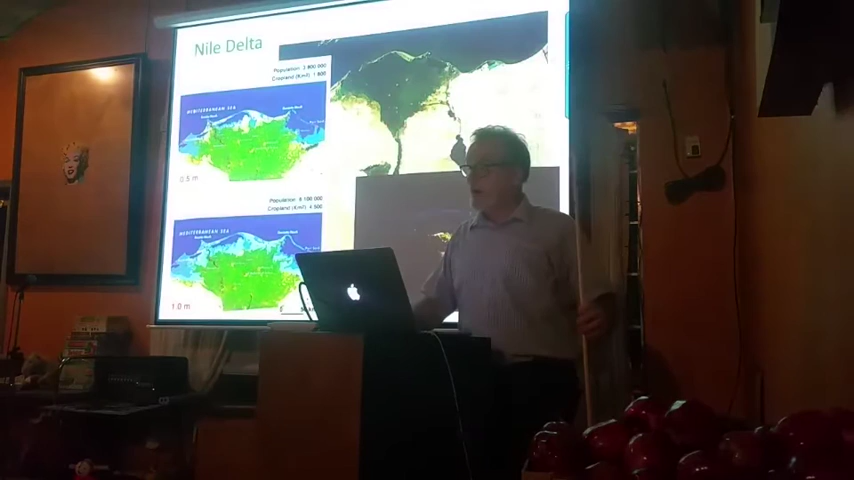 Nile Delta
Population: 3 800 000
Cropland (Km²): 1 800
MEDITERRANEAN SEA
0.5 m
Population: 6 100 000
Cropland (Km²): 4 500
MEDITERRANEAN SEA
1.0 m